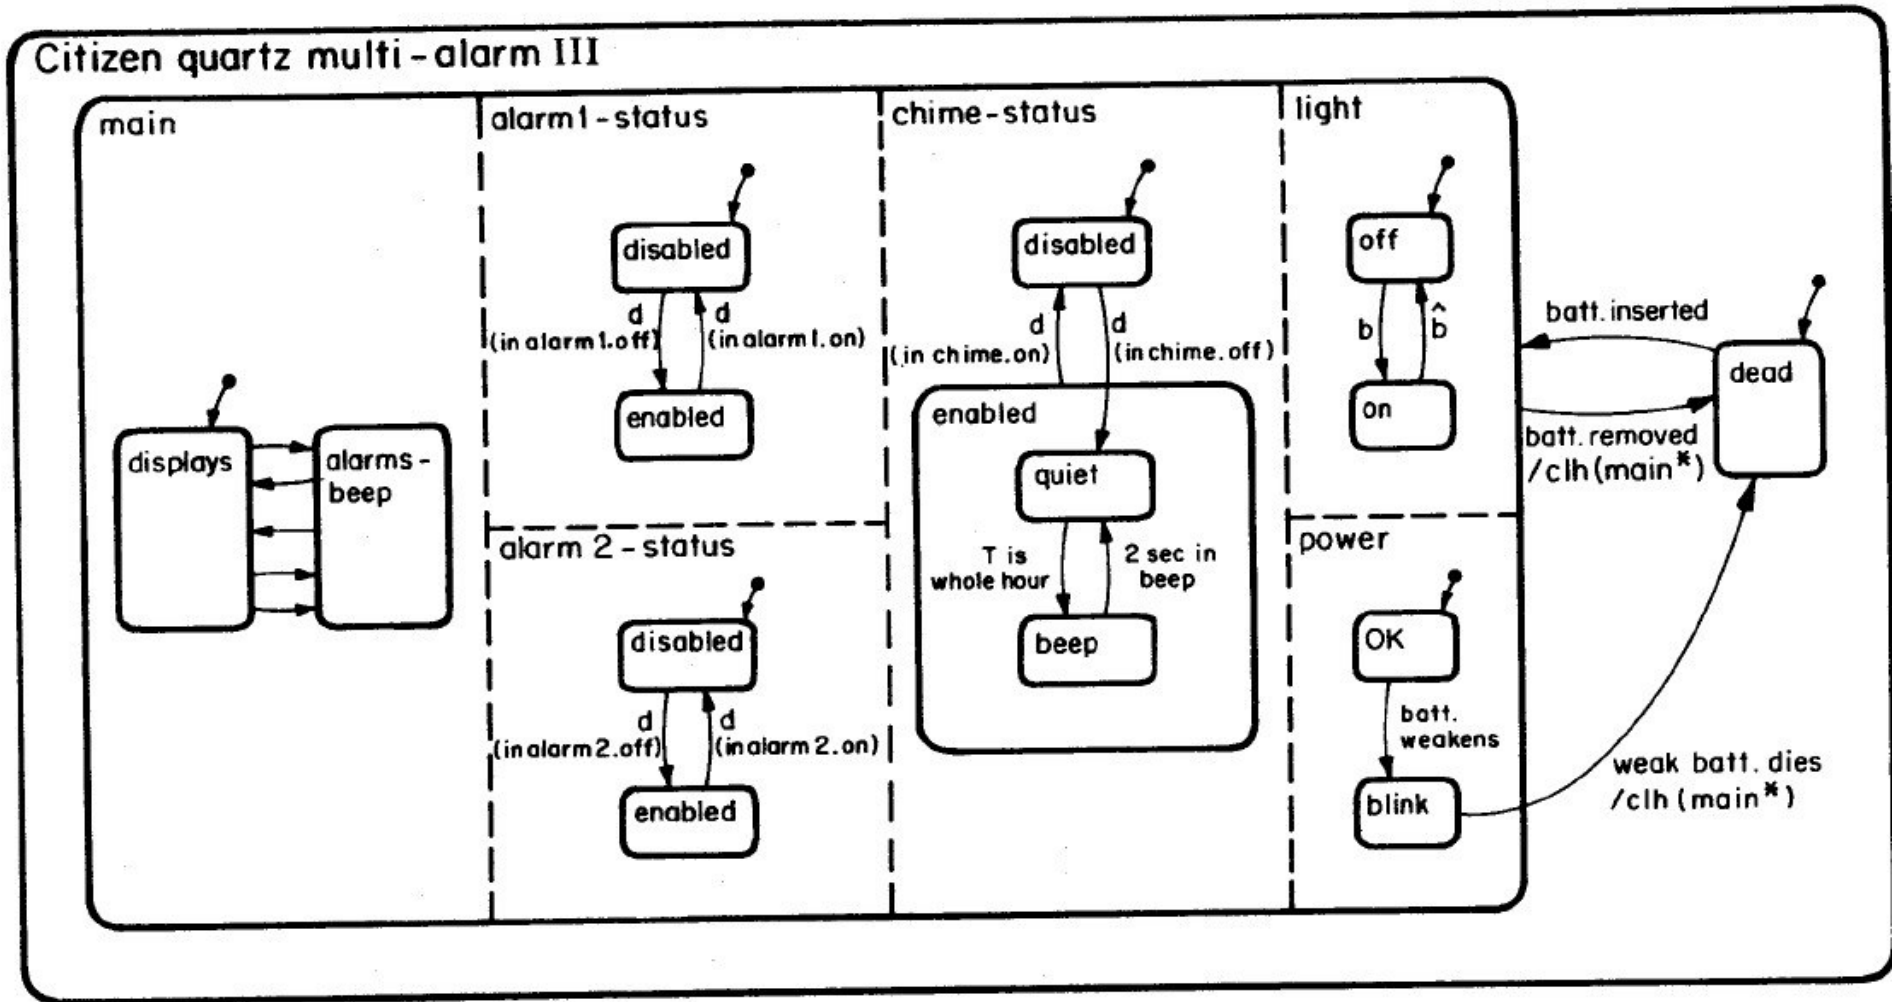 Citizen quartz multi-alarm III
main
displays
alarms-
beep
alarm1-status
disabled
d
(in alarm1.off)
d
(in alarm1.on)
enabled
alarm 2-status
disabled
d
(in alarm2.off)
d
(in alarm2.on)
enabled
chime-status
disabled
d
(in chime.on)
d
(in chime.off)
enabled
quiet
T is
whole hour
2 sec in
beep
beep
light
off
b
b̂
on
power
OK
batt.
weakens
blink
batt. inserted
dead
batt. removed
/clh(main*)
weak batt. dies
/clh(main*)